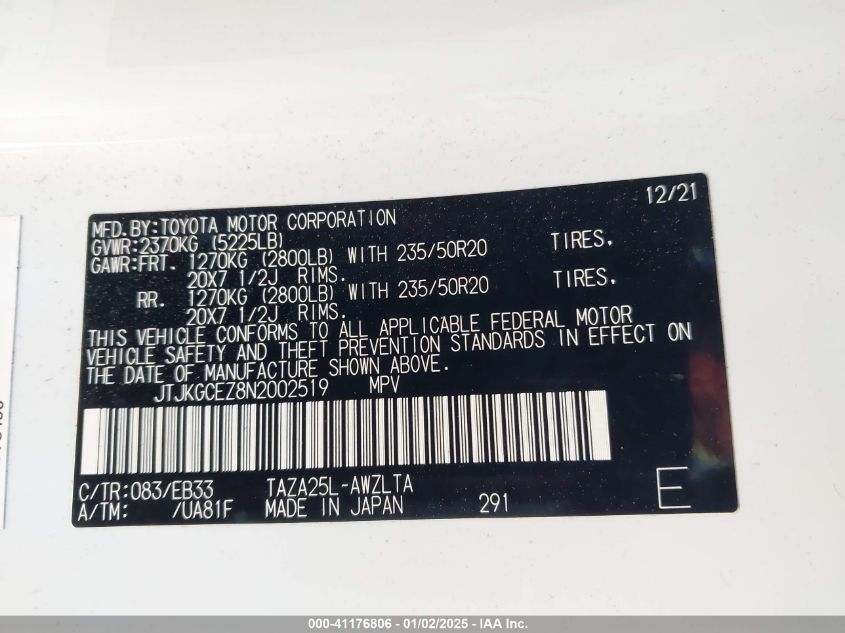 12/21
MFD.BY:TOYOTA MOTOR CORPORATION
GVWR:2370KG (5225LB)
GAWR:FRT. 1270KG (2800LB) WITH 235/50R20 TIRES,
20X7 1/2J RIMS.
RR. 1270KG (2800LB) WITH 235/50R20 TIRES,
20X7 1/2J RIMS.
THIS VEHICLE CONFORMS TO ALL APPLICABLE FEDERAL MOTOR
VEHICLE SAFETY AND THEFT PREVENTION STANDARDS IN EFFECT ON
THE DATE OF MANUFACTURE SHOWN ABOVE.
JTJKGCEZ8N2002519 MPV
C/TR:083/EB33 TAZA25L-AWZLTA
A/TM: /UA81F MADE IN JAPAN 291 E
000-41176806 - 01/02/2025 - IAA Inc.